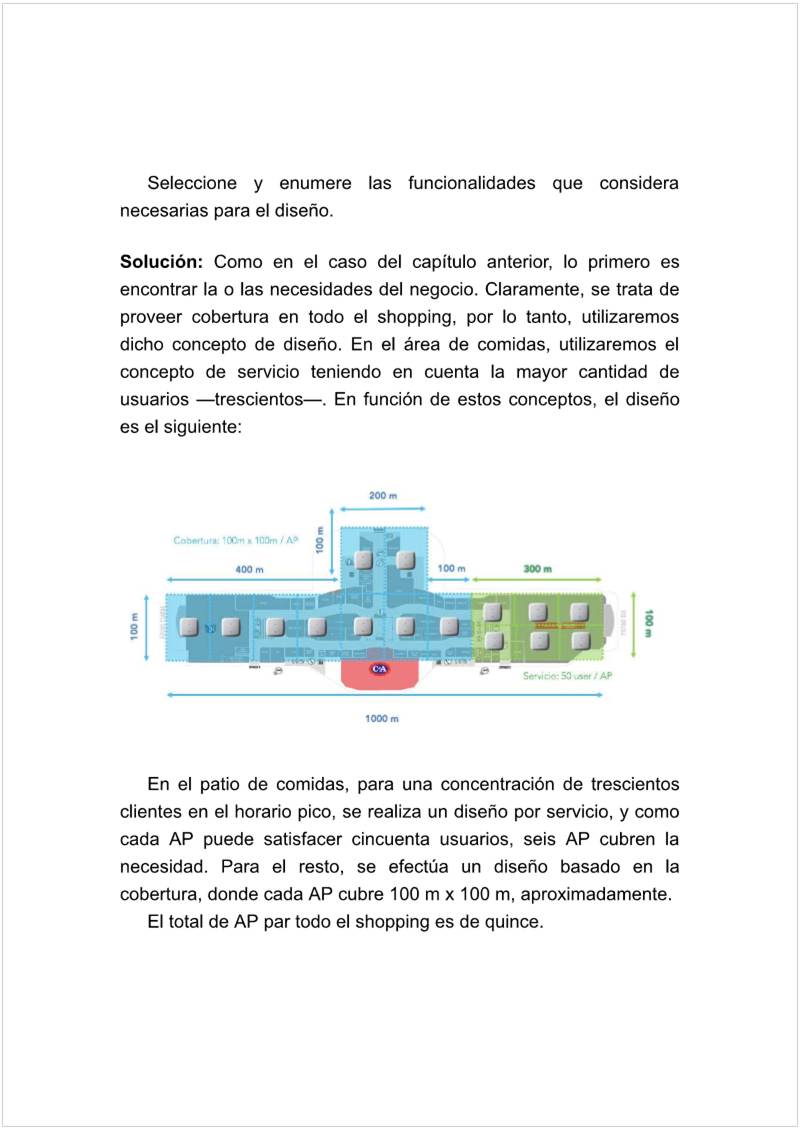 Seleccione y enumere las funcionalidades que considera
necesarias para el diseño.
Solución: Como en el caso del capítulo anterior, lo primero es
encontrar la o las necesidades del negocio. Claramente, se trata de
proveer cobertura en todo el shopping, por lo tanto, utilizaremos
dicho concepto de diseño. En el área de comidas, utilizaremos el
concepto de servicio teniendo en cuenta la mayor cantidad de
usuarios —trescientos—. En función de estos conceptos, el diseño
es el siguiente:
200 m
Cobertura: 100m x 100m / AP
100 m
400 m
100 m
300 m
100 m
100 m
C&A
Servicio: 50 user / AP
1000 m
En el patio de comidas, para una concentración de trescientos
clientes en el horario pico, se realiza un diseño por servicio, y como
cada AP puede satisfacer cincuenta usuarios, seis AP cubren la
necesidad. Para el resto, se efectúa un diseño basado en la
cobertura, donde cada AP cubre 100 m x 100 m, aproximadamente.
El total de AP par todo el shopping es de quince.